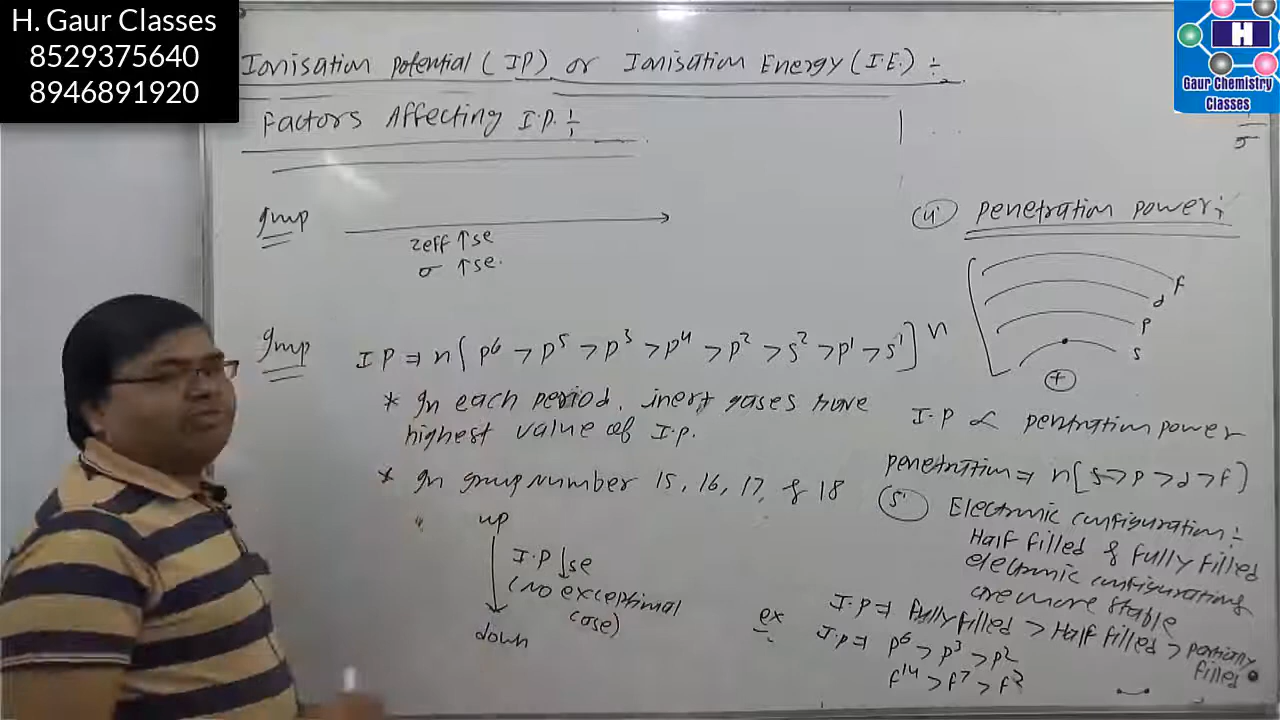 H. Gaur Classes
8529375640
8946891920
H
Gaur Chemistry
Classes
Ionisation Potential (IP) or Ionisation Energy (I.E.) ÷
Factors Affecting I.P. ÷
gmp
Zeff ↑se
σ ↑se.
gmp
I P ⇒ n[ p⁶ > p⁵ > p³ > p⁴ > p² > s² > p¹ > s¹ ] n
* In each period, inert gases have
highest value of I.P.
* In group number 15, 16, 17, & 18
up
I.P ↓se
(no exceptional
case)
down
(4) penetration power :
f
d
p
s
+
I.P ∝ penetration power
penetration ⇒ n[s > p > d > f)
(5) Electronic configuration ÷
Half filled & fully filled
electronic configurations
are more stable
I.P ⇒ fully filled > Half filled > partially
filled
ex
I.P ⇒ p⁶ > p³ > p²
f¹⁴ > f⁷ > f²